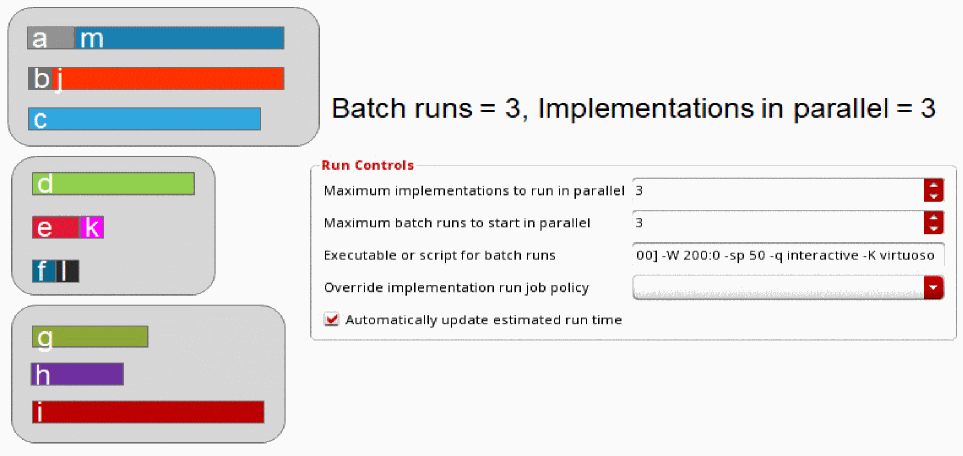 a m
b j
c
d
e k
f l
g
h
i
Batch runs = 3, Implementations in parallel = 3
Run Controls
Maximum implementations to run in parallel 3
Maximum batch runs to start in parallel 3
Executable or script for batch runs 00] -W 200:0 -sp 50 -q interactive -K virtuoso
Override implementation run job policy
Automatically update estimated run time